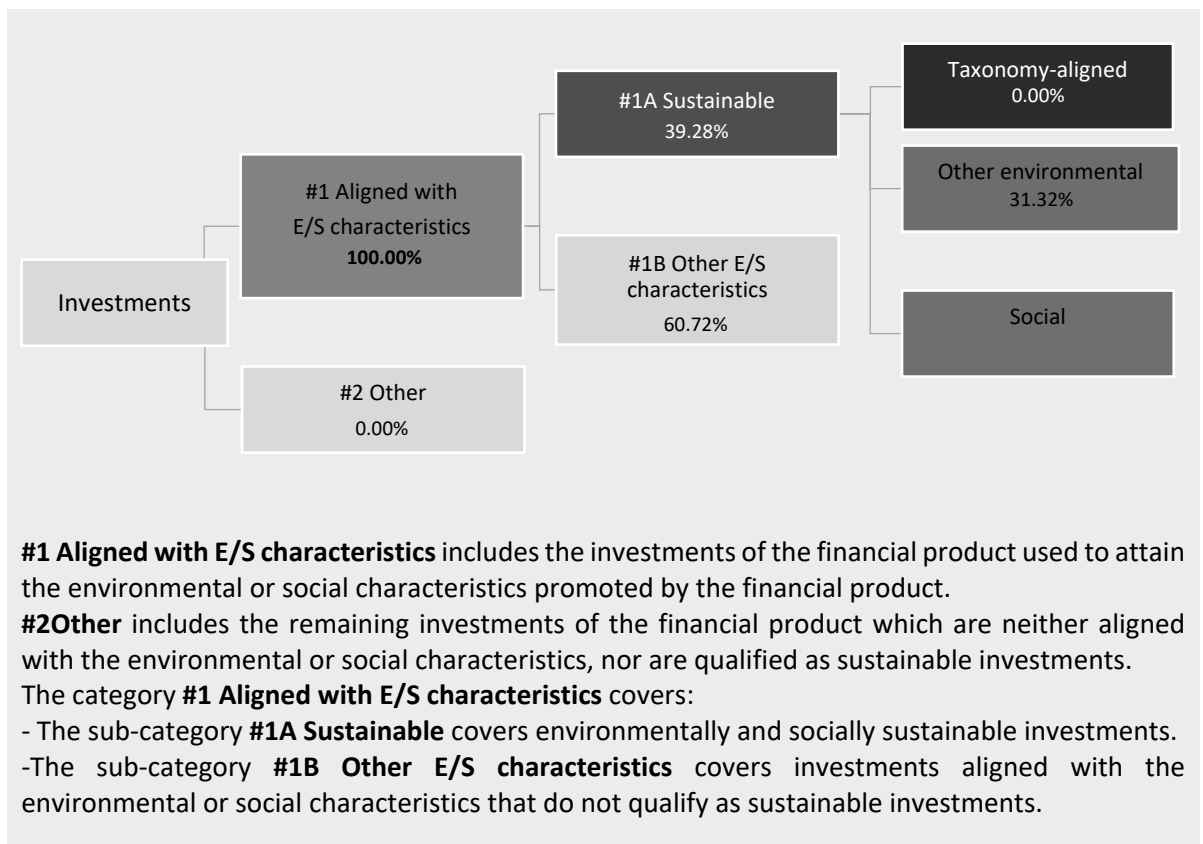 Taxonomy-aligned
0.00%
#1A Sustainable
39.28%
Other environmental
31.32%
#1 Aligned with
E/S characteristics
100.00%
#1B Other E/S
characteristics
60.72%
Investments
Social
#2 Other
0.00%
#1 Aligned with E/S characteristics includes the investments of the financial product used to attain
the environmental or social characteristics promoted by the financial product.
#2Other includes the remaining investments of the financial product which are neither aligned
with the environmental or social characteristics, nor are qualified as sustainable investments.
The category #1 Aligned with E/S characteristics covers:
- The sub-category #1A Sustainable covers environmentally and socially sustainable investments.
-The sub-category #1B Other E/S characteristics covers investments aligned with the
environmental or social characteristics that do not qualify as sustainable investments.